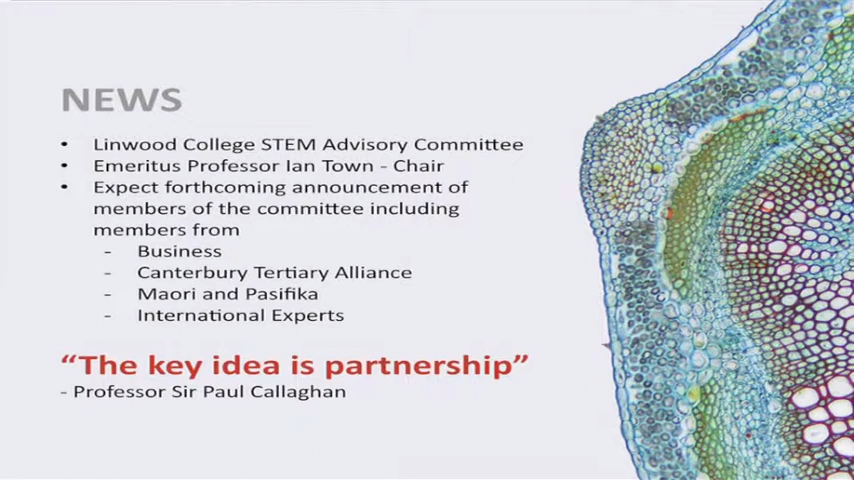 NEWS
• Linwood College STEM Advisory Committee
• Emeritus Professor Ian Town - Chair
• Expect forthcoming announcement of
members of the committee including
members from
- Business
- Canterbury Tertiary Alliance
- Maori and Pasifika
- International Experts
“The key idea is partnership”
- Professor Sir Paul Callaghan